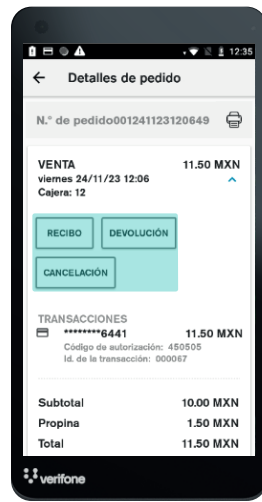 12:35
Detalles de pedido
N.° de pedido001241123120649
VENTA 11.50 MXN
viernes 24/11/23 12:06
Cajera: 12
RECIBO DEVOLUCIÓN
CANCELACIÓN
TRANSACCIONES
********6441 11.50 MXN
Código de autorización: 450505
Id. de la transacción: 000067
Subtotal 10.00 MXN
Propina 1.50 MXN
Total 11.50 MXN
verifone